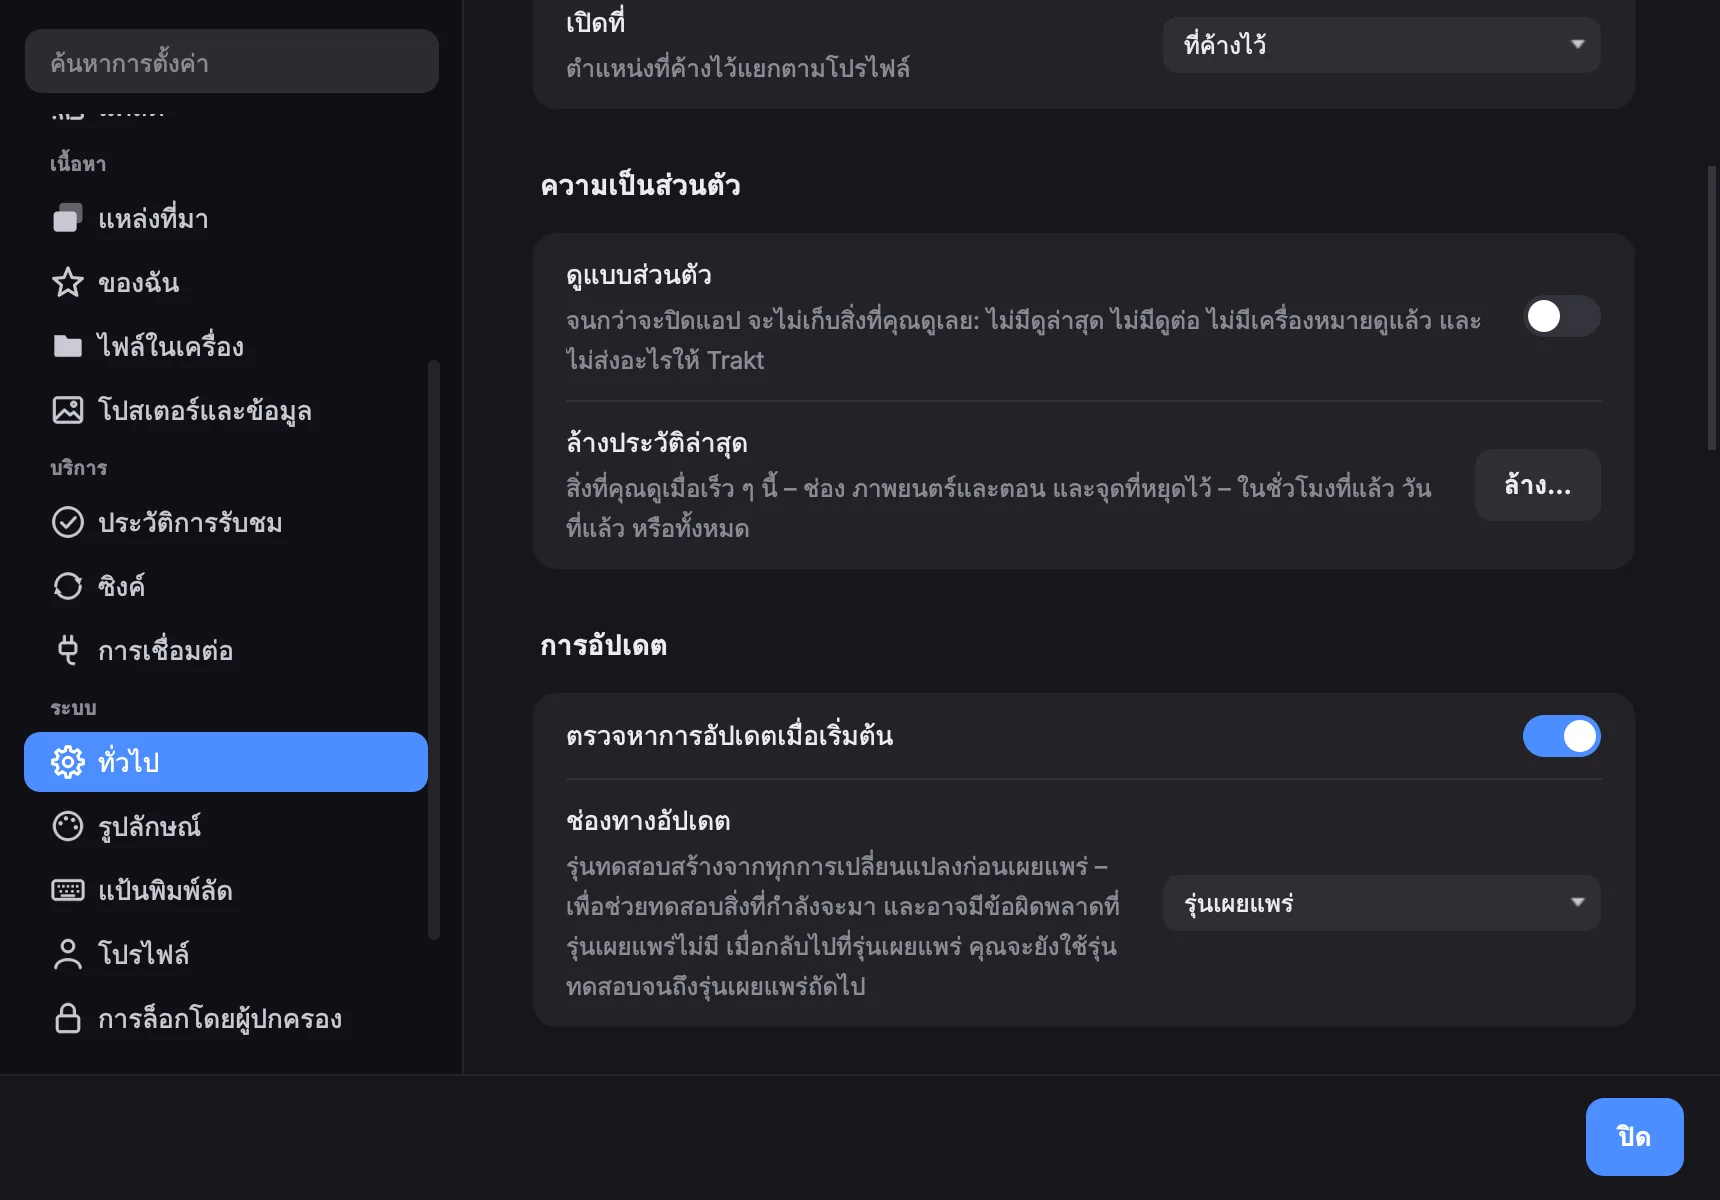 ค้นหาการตั้งค่า
เนื้อหา
แหล่งที่มา
ของฉัน
ไฟล์ในเครื่อง
โปสเตอร์และข้อมูล
บริการ
ประวัติการรับชม
ซิงค์
การเชื่อมต่อ
ระบบ
ทั่วไป
รูปลักษณ์
แป้นพิมพ์ลัด
โปรไฟล์
การล็อกโดยผู้ปกครอง
เปิดที่
ตำแหน่งที่ค้างไว้แยกตามโปรไฟล์
ที่ค้างไว้
ความเป็นส่วนตัว
ดูแบบส่วนตัว
จนกว่าจะปิดแอป จะไม่เก็บสิ่งที่คุณดูเลย: ไม่มีดูล่าสุด ไม่มีดูต่อ ไม่มีเครื่องหมายดูแล้ว และ
ไม่ส่งอะไรให้ Trakt
ล้างประวัติล่าสุด
สิ่งที่คุณดูเมื่อเร็ว ๆ นี้ – ช่อง ภาพยนตร์และตอน และจุดที่หยุดไว้ – ในชั่วโมงที่แล้ว วัน
ที่แล้ว หรือทั้งหมด
ล้าง...
การอัปเดต
ตรวจหาการอัปเดตเมื่อเริ่มต้น
ช่องทางอัปเดต
รุ่นทดสอบสร้างจากทุกการเปลี่ยนแปลงก่อนเผยแพร่ –
เพื่อช่วยทดสอบสิ่งที่กำลังจะมา และอาจมีข้อผิดพลาดที่
รุ่นเผยแพร่ไม่มี เมื่อกลับไปที่รุ่นเผยแพร่ คุณจะยังใช้รุ่น
ทดสอบจนถึงรุ่นเผยแพร่ถัดไป
รุ่นเผยแพร่
ปิด